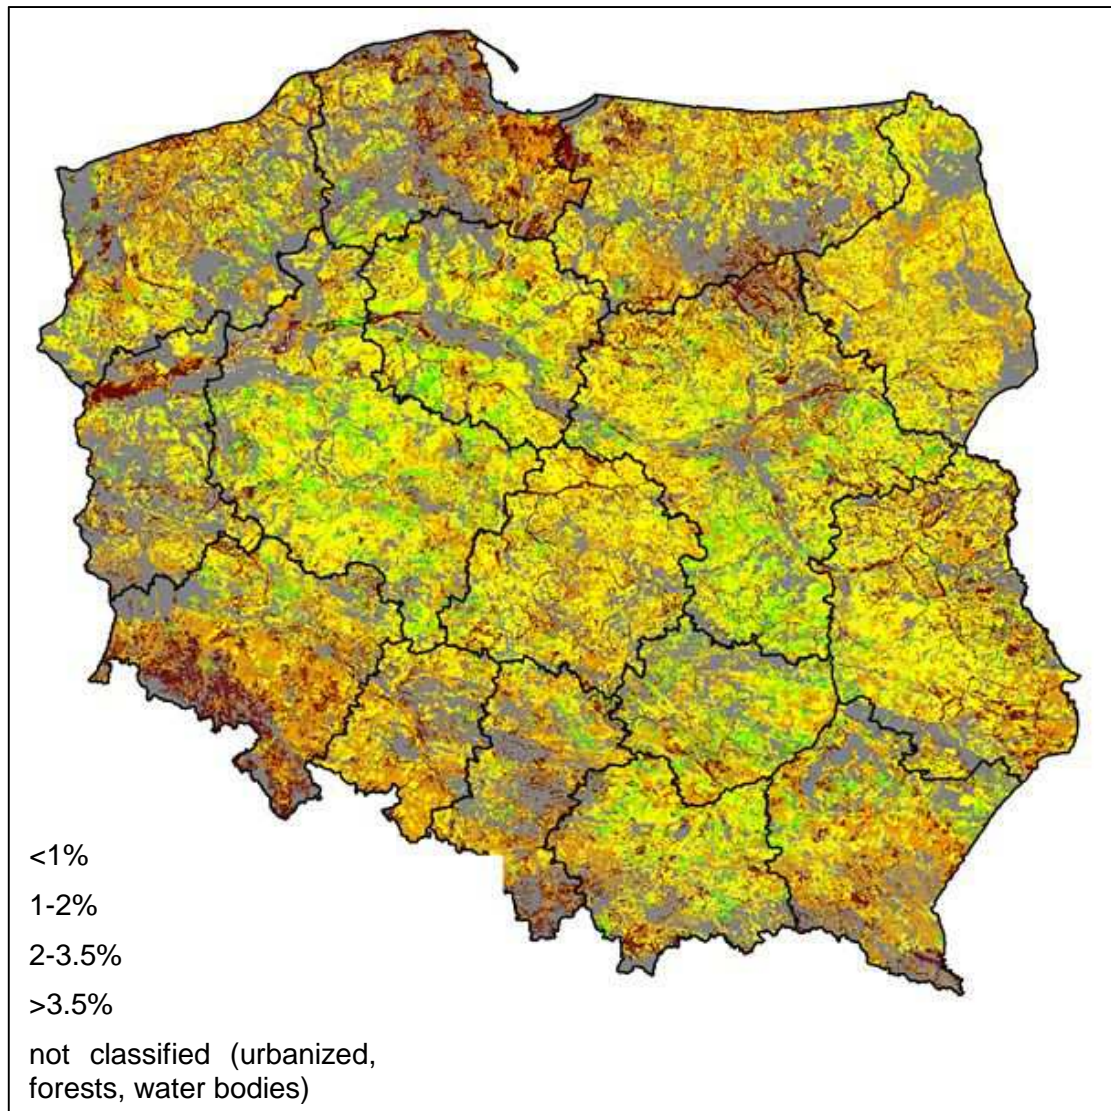 <1%
1-2%
2-3.5%
>3.5%
not classified (urbanized,
forests, water bodies)